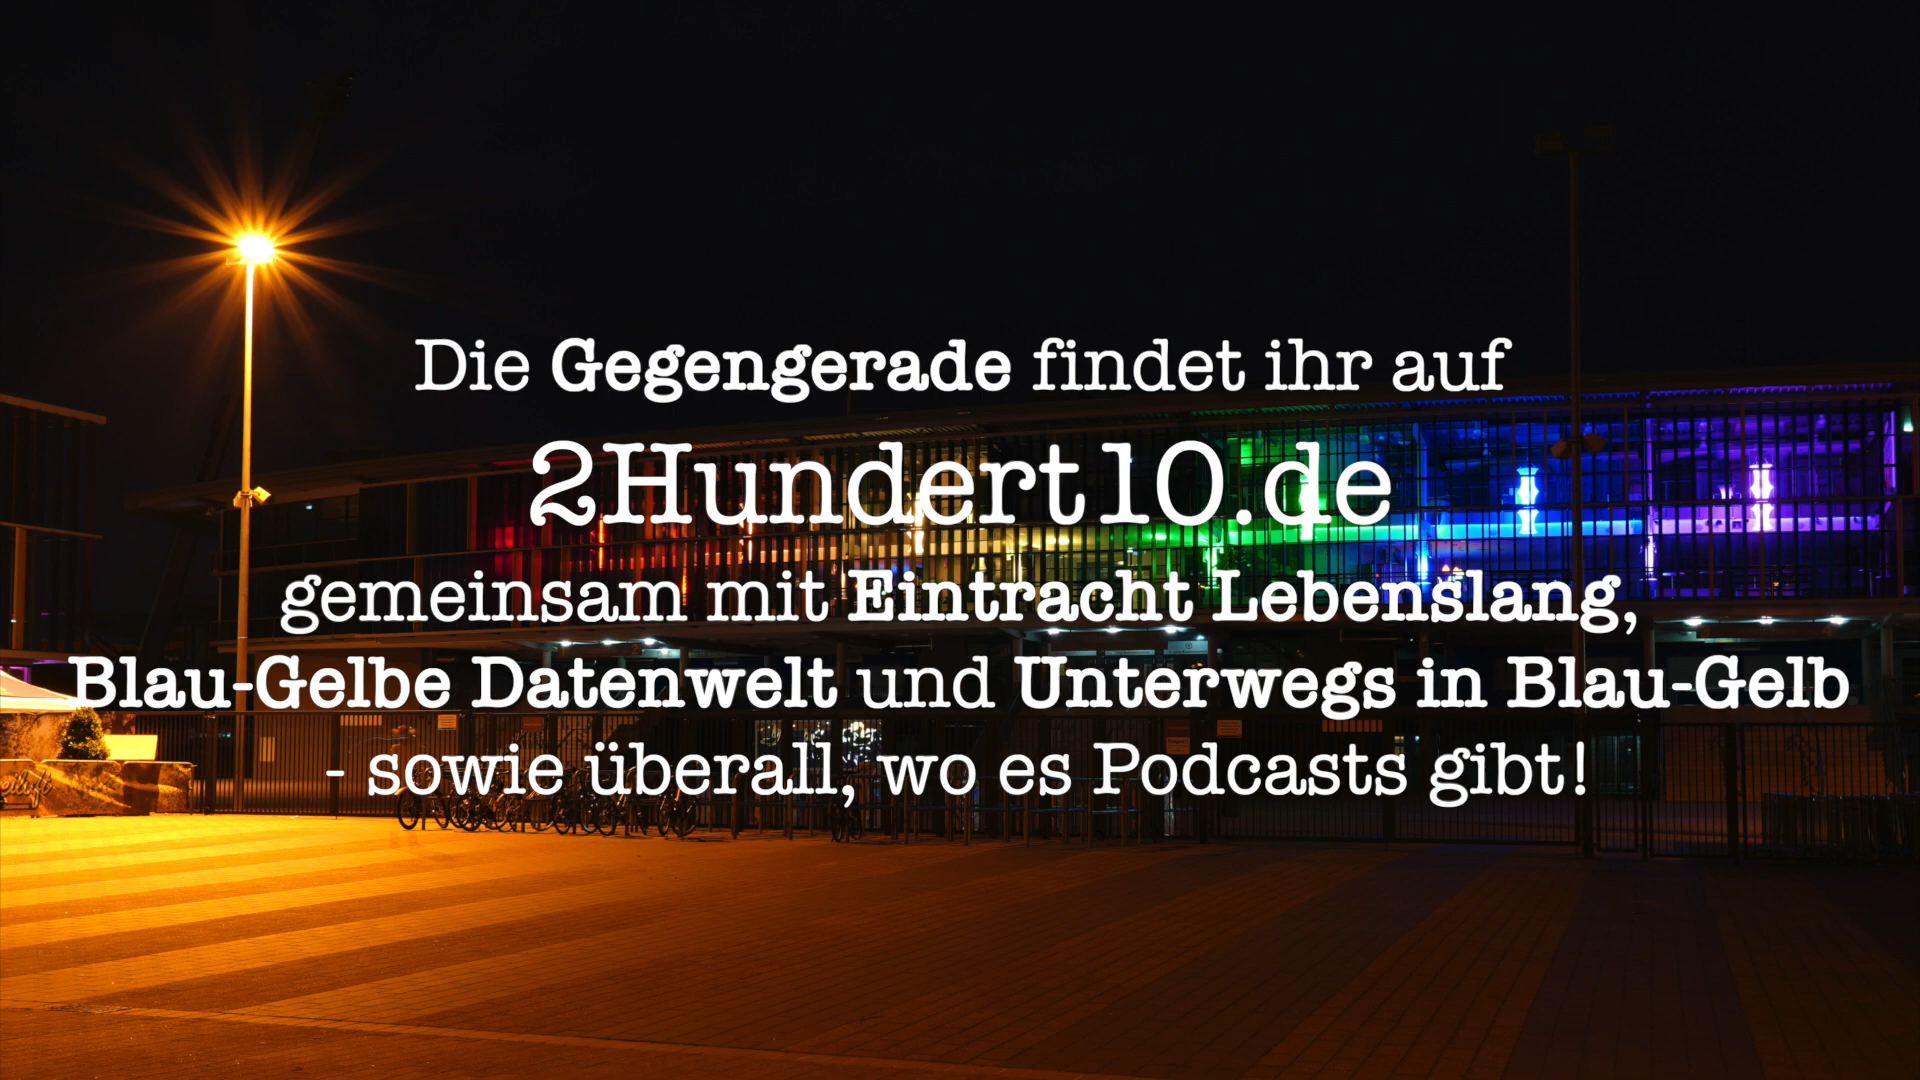 Die Gegengerade findet ihr auf
2Hundert10.de
gemeinsam mit Eintracht Lebenslang,
Blau-Gelbe Datenwelt und Unterwegs in Blau-Gelb
- sowie überall, wo es Podcasts gibt!